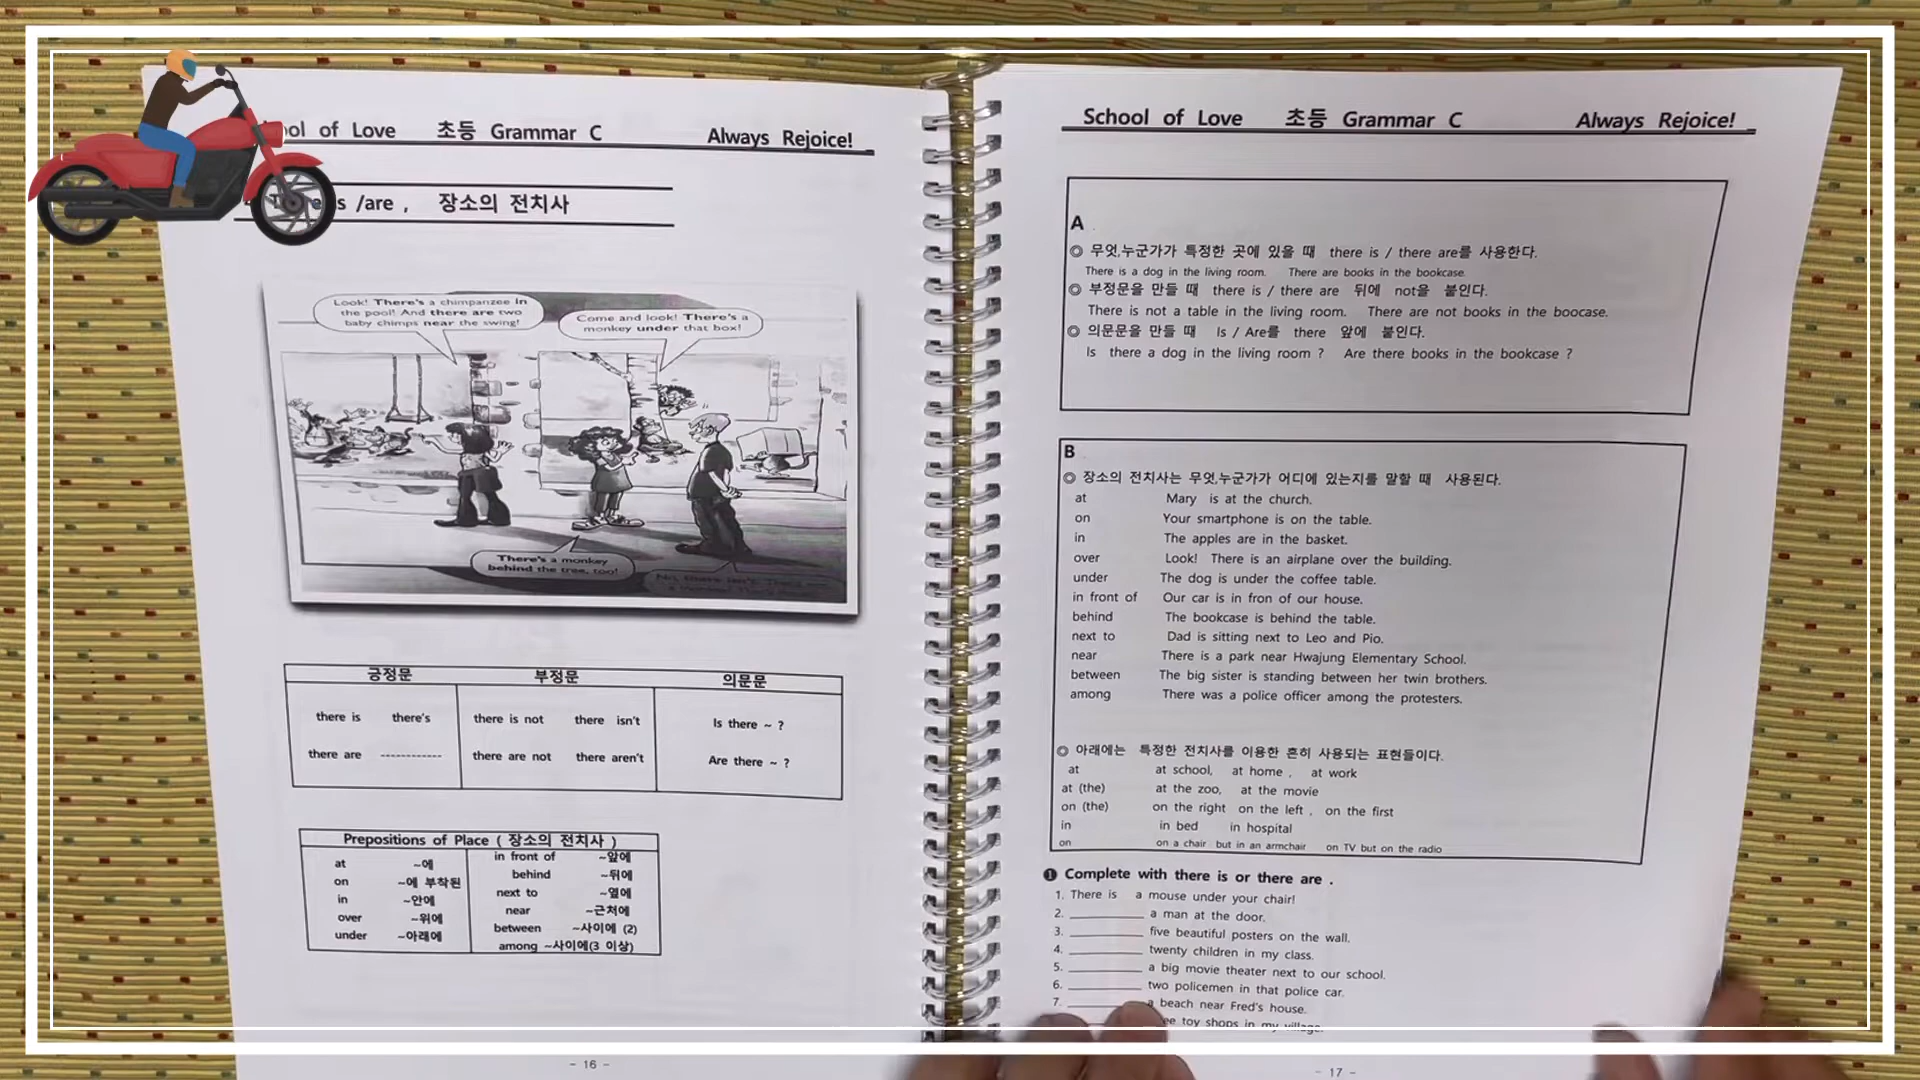 ool of Love 초등 Grammar C Always Rejoice!
is /are , 장소의 전치사
Look! There's a chimpanzee in
the pool! And there are two
baby chimps near the swing!
Come and look! There's a
monkey under that box!
There's a monkey
behind the tree, too!
No, there isn't. That's
긍정문 부정문 의문문
there is there's there is not there isn't Is there ~ ?
there are ------------ there are not there aren't Are there ~ ?
Prepositions of Place ( 장소의 전치사 )
at ~에 in front of ~앞에
on ~에 부착된 behind ~뒤에
in ~안에 next to ~옆에
over ~위에 near ~근처에
under ~아래에 between ~사이에 (2)
among ~사이에(3 이상)
- 16 -
School of Love 초등 Grammar C Always Rejoice!
A
◎ 무엇,누군가가 특정한 곳에 있을 때 there is / there are를 사용한다.
There is a dog in the living room. There are books in the bookcase.
◎ 부정문을 만들 때 there is / there are 뒤에 not을 붙인다.
There is not a table in the living room. There are not books in the boocase.
◎ 의문문을 만들 때 Is / Are를 there 앞에 붙인다.
Is there a dog in the living room ? Are there books in the bookcase ?
B
◎ 장소의 전치사는 무엇,누군가가 어디에 있는지를 말할 때 사용된다.
at Mary is at the church.
on Your smartphone is on the table.
in The apples are in the basket.
over Look! There is an airplane over the building.
under The dog is under the coffee table.
in front of Our car is in fron of our house.
behind The bookcase is behind the table.
next to Dad is sitting next to Leo and Pio.
near There is a park near Hwajung Elementary School.
between The big sister is standing between her twin brothers.
among There was a police officer among the protesters.
◎ 아래에는 특정한 전치사를 이용한 흔히 사용되는 표현들이다.
at at school, at home , at work
at (the) at the zoo, at the movie
on (the) on the right on the left , on the first
in in bed in hospital
on on a chair but in an armchair on TV but on the radio
❶ Complete with there is or there are .
1. There is a mouse under your chair!
2. __________ a man at the door.
3. __________ five beautiful posters on the wall.
4. __________ twenty children in my class.
5. __________ a big movie theater next to our school.
6. __________ two policemen in that police car.
7. __________ a beach near Fred's house.
ee toy shops in my village.
- 17 -